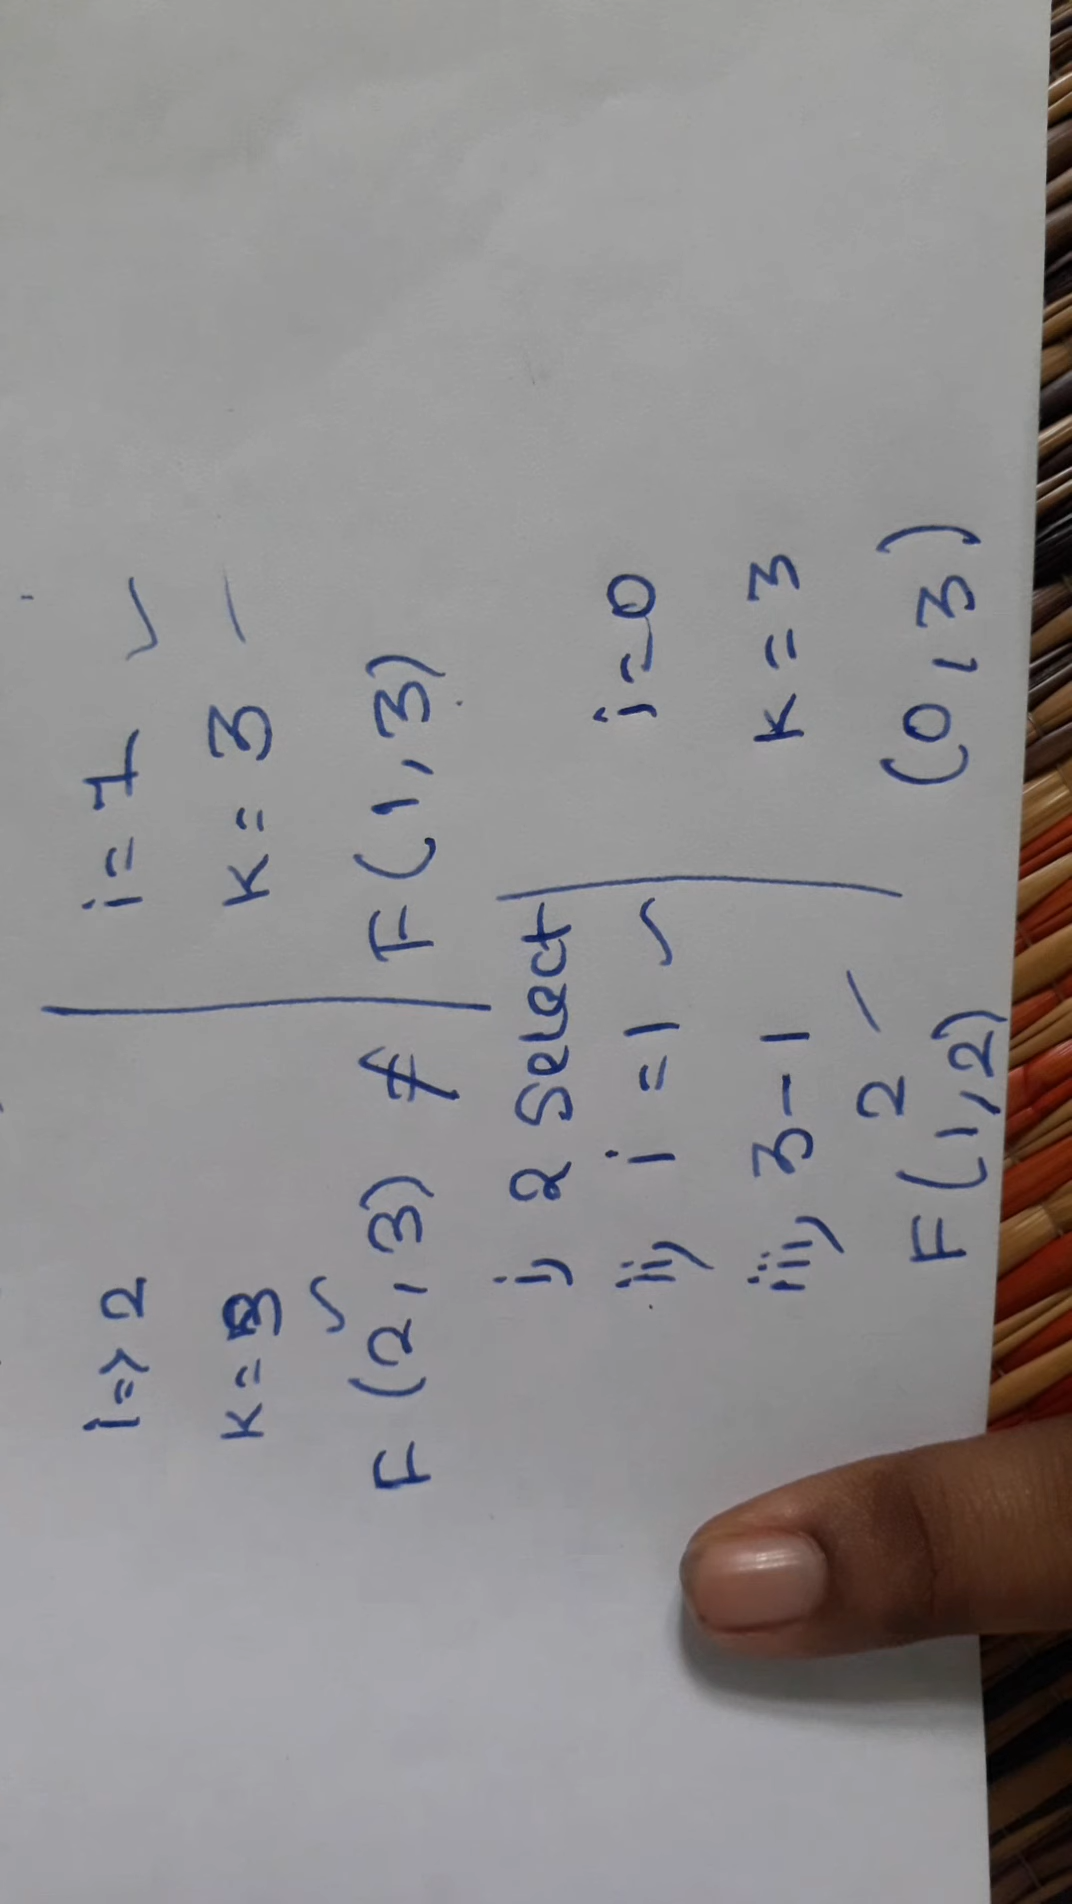 i => 2
K = 3
F (2, 3)
i = 1
K = 3
F (1, 3)
i, 2 Select
ii, i = 1
iii, 3 - 1
2
F (1, 2)
i = 0
K = 3
(0, 3)